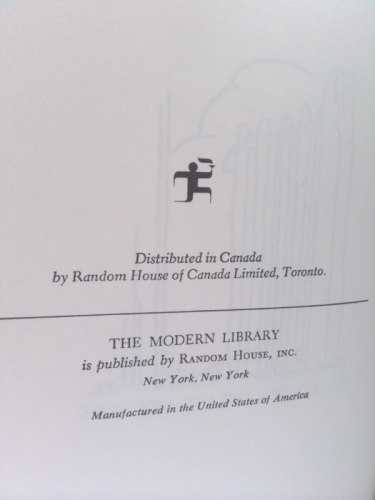 Distributed in Canada
by Random House of Canada Limited, Toronto.
THE MODERN LIBRARY
is published by RANDOM HOUSE, INC.
New York, New York
Manufactured in the United States of America